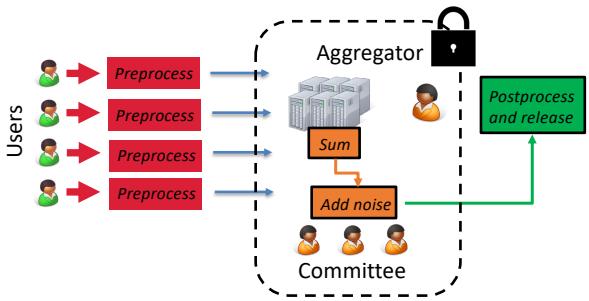 Users
Preprocess
Preprocess
Preprocess
Preprocess
Aggregator
Sum
Add noise
Committee
Postprocess
and release